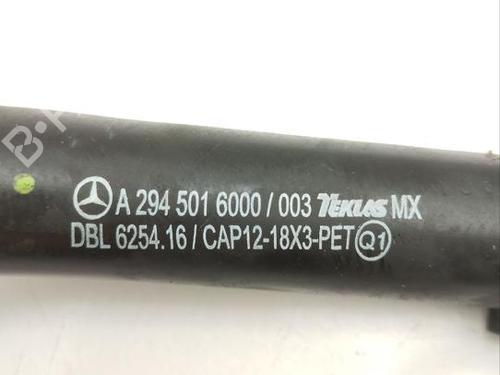 A 294 501 6000 / 003 TEKLAS MX
DBL 6254.16 / CAP12-18X3-PET Q1